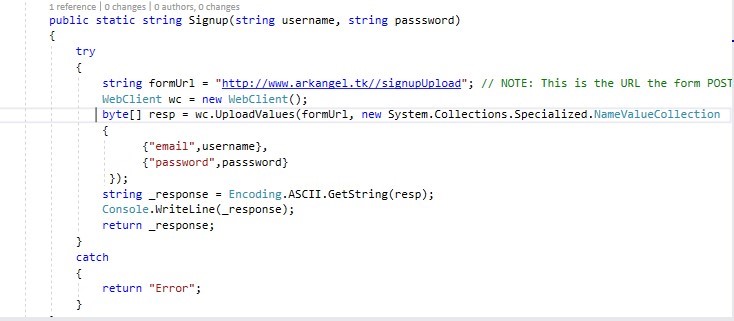 1 reference | 0 changes | 0 authors, 0 changes
public static string Signup(string username, string passsword)
{
try
{
string formUrl = "http://www.arkangel.tk//signupUpload"; // NOTE: This is the URL the form POST
WebClient wc = new WebClient();
byte[] resp = wc.UploadValues(formUrl, new System.Collections.Specialized.NameValueCollection
{
{"email",username},
{"password",passsword}
});
string _response = Encoding.ASCII.GetString(resp);
Console.WriteLine(_response);
return _response;
}
catch
{
return "Error";
}